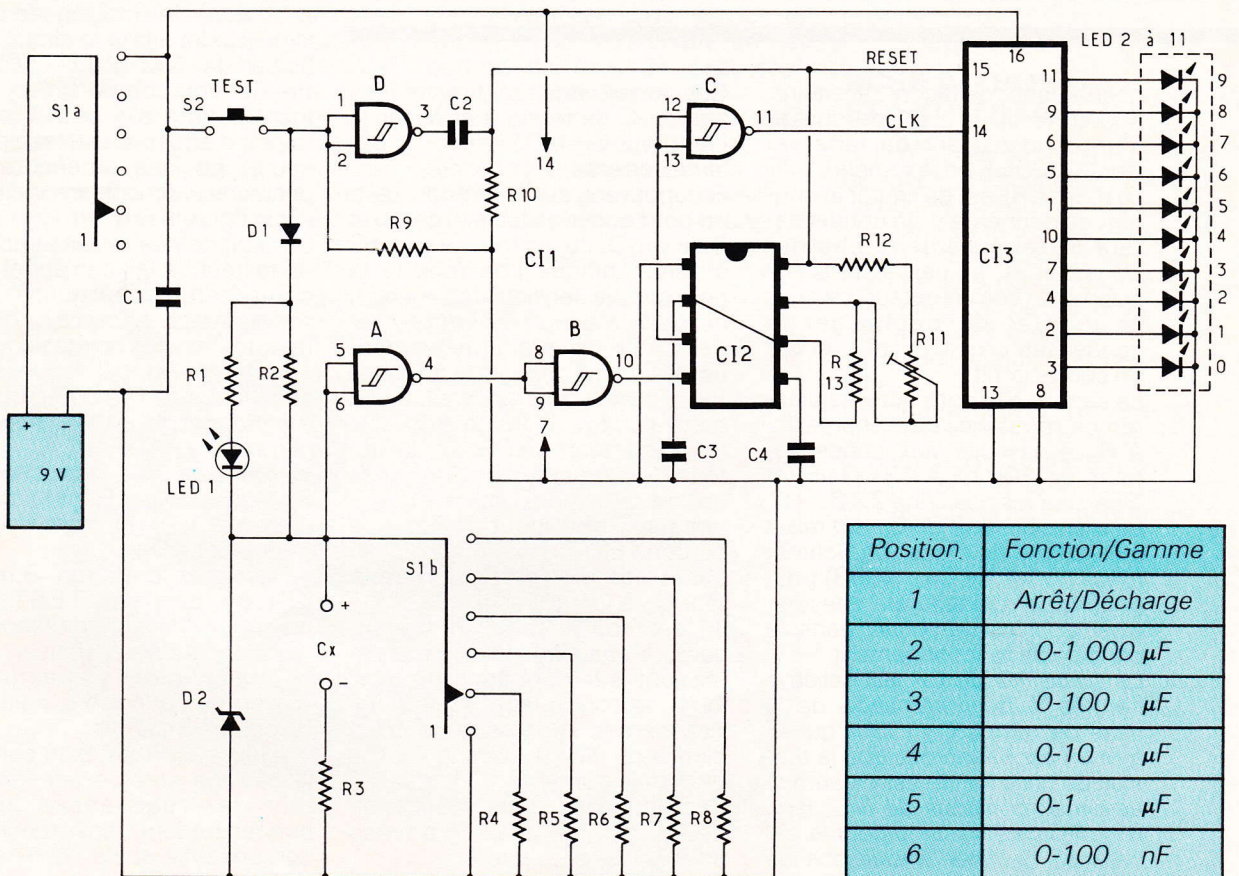 LED 2 à 11
16
S1a
S2
TEST
D
1
2
3
C2
RESET
15
C
12
13
11
CLK
14
14
11
9
9
8
6
7
5
6
1
5
10
4
7
3
4
2
2
1
3
0
CI3
13
8
R10
D1
R9
CI1
R12
1
C1
A
5
6
4
B
8
9
10
CI2
R
13
R11
R1
R2
7
C3
C4
+ -
9 V
LED 1
S1b
+
Cx
-
D2
1
R3
R4
R5
R6
R7
R8
Position Fonction/Gamme
1 Arrêt/Décharge
2 0-1 000 µF
3 0-100 µF
4 0-10 µF
5 0-1 µF
6 0-100 nF